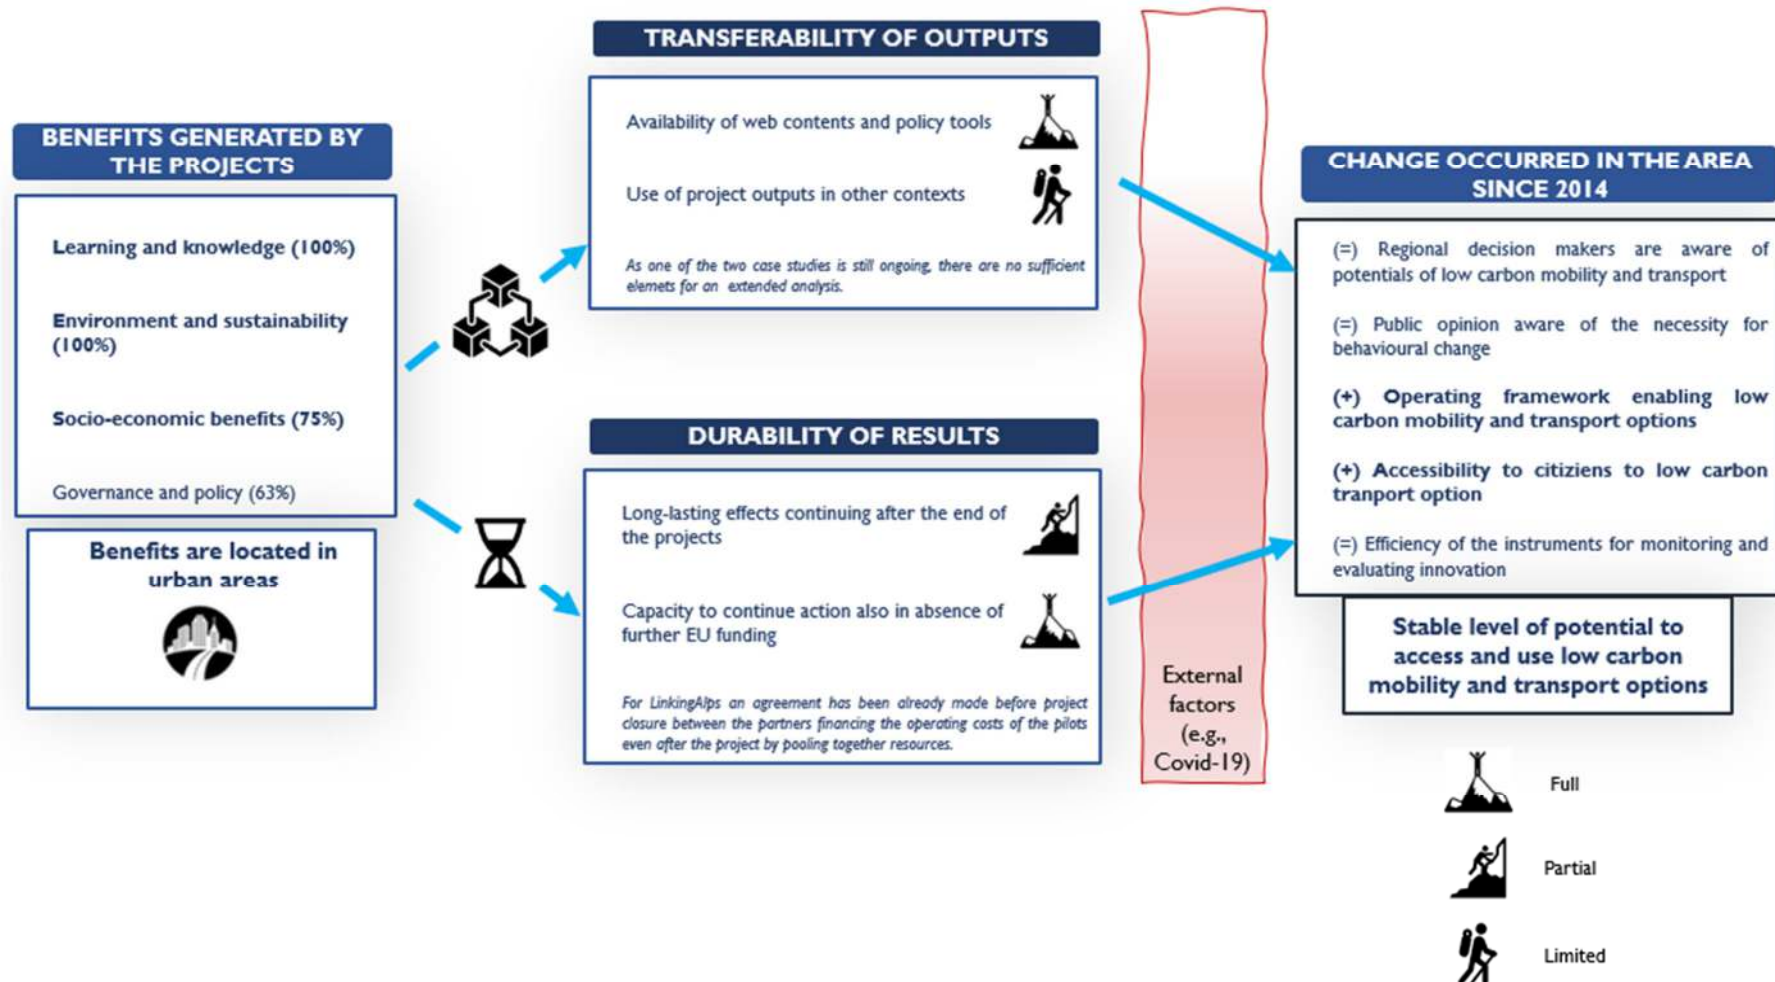 BENEFITS GENERATED BY
THE PROJECTS
Learning and knowledge (100%)
Environment and sustainability
(100%)
Socio-economic benefits (75%)
Governance and policy (63%)
Benefits are located in
urban areas
TRANSFERABILITY OF OUTPUTS
Availability of web contents and policy tools
Use of project outputs in other contexts
As one of the two case studies is still ongoing, there are no sufficient
elemets for an extended analysis.
DURABILITY OF RESULTS
Long-lasting effects continuing after the end of
the projects
Capacity to continue action also in absence of
further EU funding
For LinkingAlps an agreement has been already made before project
closure between the partners financing the operating costs of the pilots
even after the project by pooling together resources.
External
factors
(e.g.,
Covid-19)
CHANGE OCCURRED IN THE AREA
SINCE 2014
(=) Regional decision makers are aware of
potentials of low carbon mobility and transport
(=) Public opinion aware of the necessity for
behavioural change
(+) Operating framework enabling low
carbon mobility and transport options
(+) Accessibility to citiziens to low carbon
tranport option
(=) Efficiency of the instruments for monitoring and
evaluating innovation
Stable level of potential to
access and use low carbon
mobility and transport options
Full
Partial
Limited